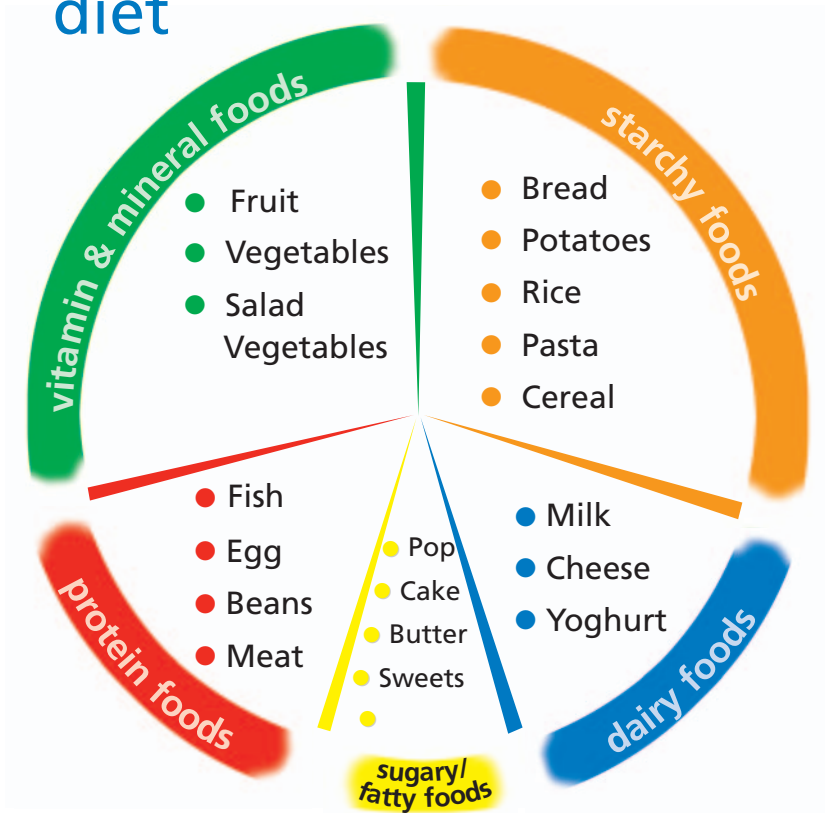 diet
vitamin & mineral foods
Fruit
Vegetables
Salad
Vegetables
starchy foods
Bread
Potatoes
Rice
Pasta
Cereal
protein foods
Fish
Egg
Beans
Meat
Pop
Cake
Butter
Sweets
sugary/
fatty foods
Milk
Cheese
Yoghurt
dairy foods